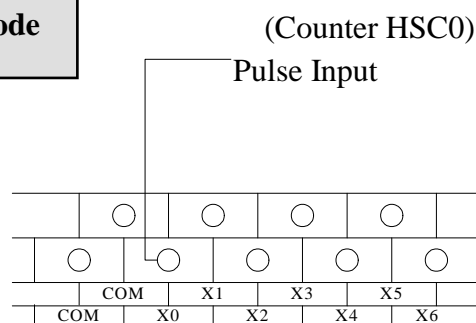 ode
(Counter HSC0)
Pulse Input
COM X1 X3 X5
COM X0 X2 X4 X6